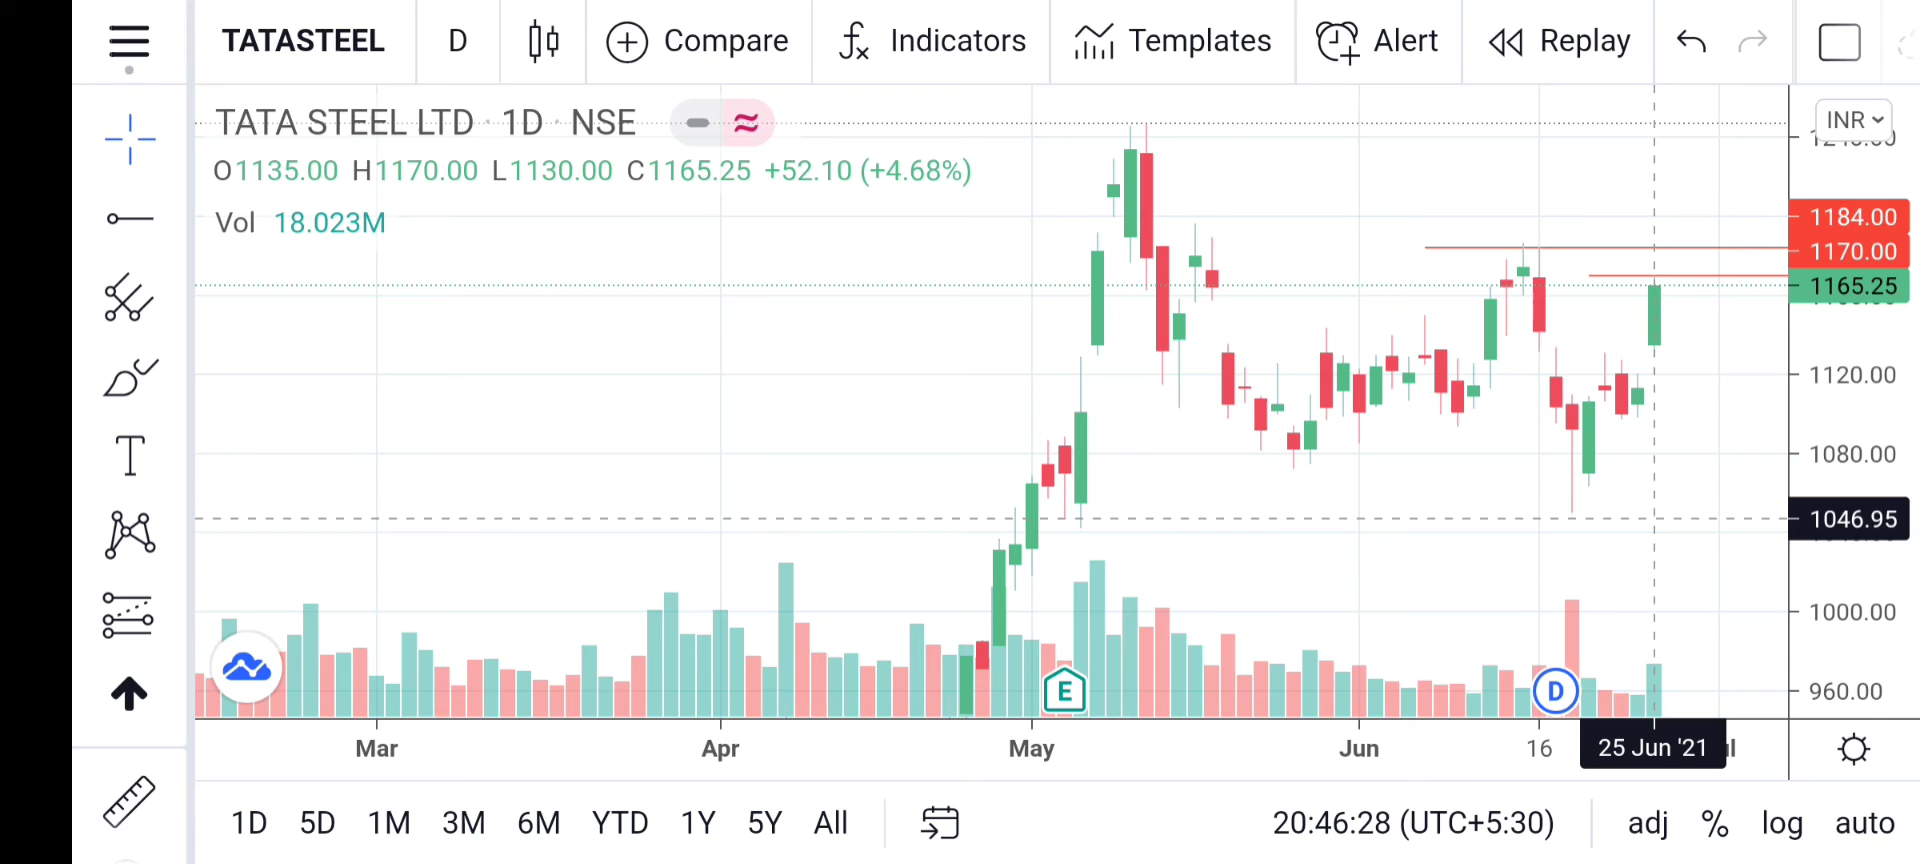 TATASTEEL D Compare Indicators Templates Alert Replay
TATA STEEL LTD · 1D · NSE
INR
O1135.00 H1170.00 L1130.00 C1165.25 +52.10 (+4.68%)
Vol 18.023M
1184.00
1170.00
1165.25
1120.00
1080.00
1046.95
1000.00
960.00
E
D
T
Mar Apr May Jun 16 25 Jun '21
1D 5D 1M 3M 6M YTD 1Y 5Y All 20:46:28 (UTC+5:30) adj % log auto